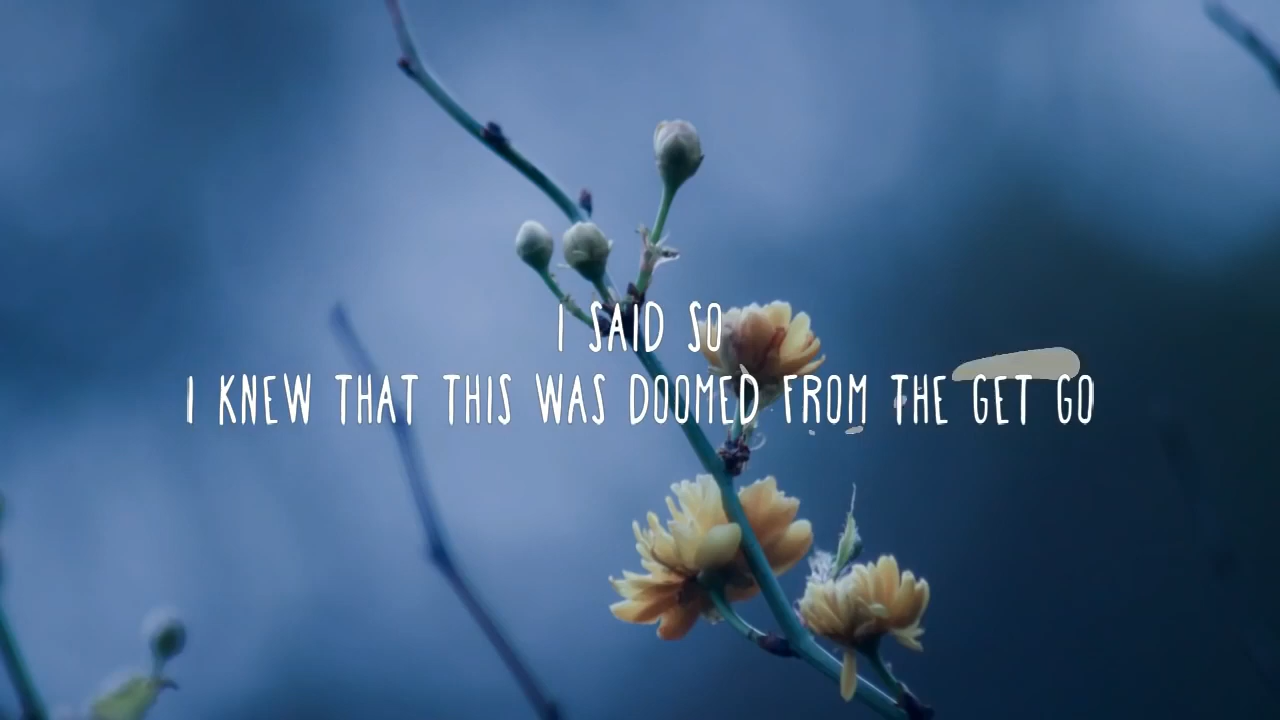 I SAID SO
I KNEW THAT THIS WAS DOOMED FROM THE GET GO